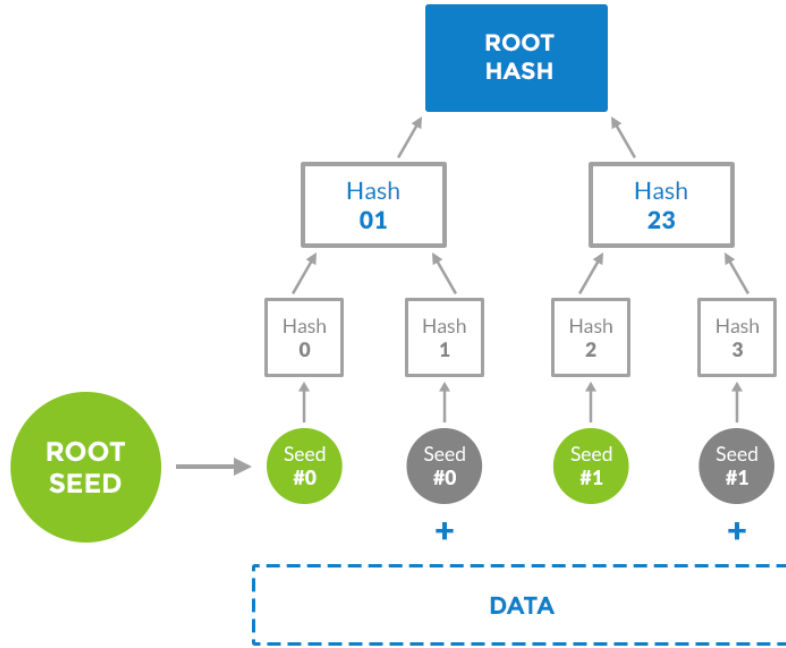 ROOT
HASH
Hash
01
Hash
23
Hash
0
Hash
1
Hash
2
Hash
3
ROOT
SEED
Seed
#0
Seed
#0
Seed
#1
Seed
#1
+
+
DATA